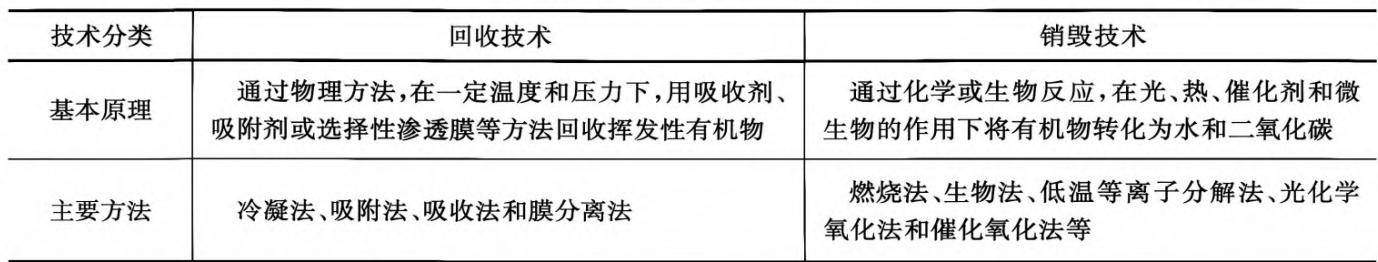 技术分类 回收技术 销毁技术
基本原理
通过物理方法,在一定温度和压力下,用吸收剂、
吸附剂或选择性渗透膜等方法回收挥发性有机物
通过化学或生物反应,在光、热、催化剂和微
生物的作用下将有机物转化为水和二氧化碳
主要方法
冷凝法、吸附法、吸收法和膜分离法
燃烧法、生物法、低温等离子分解法、光化学
氧化法和催化氧化法等